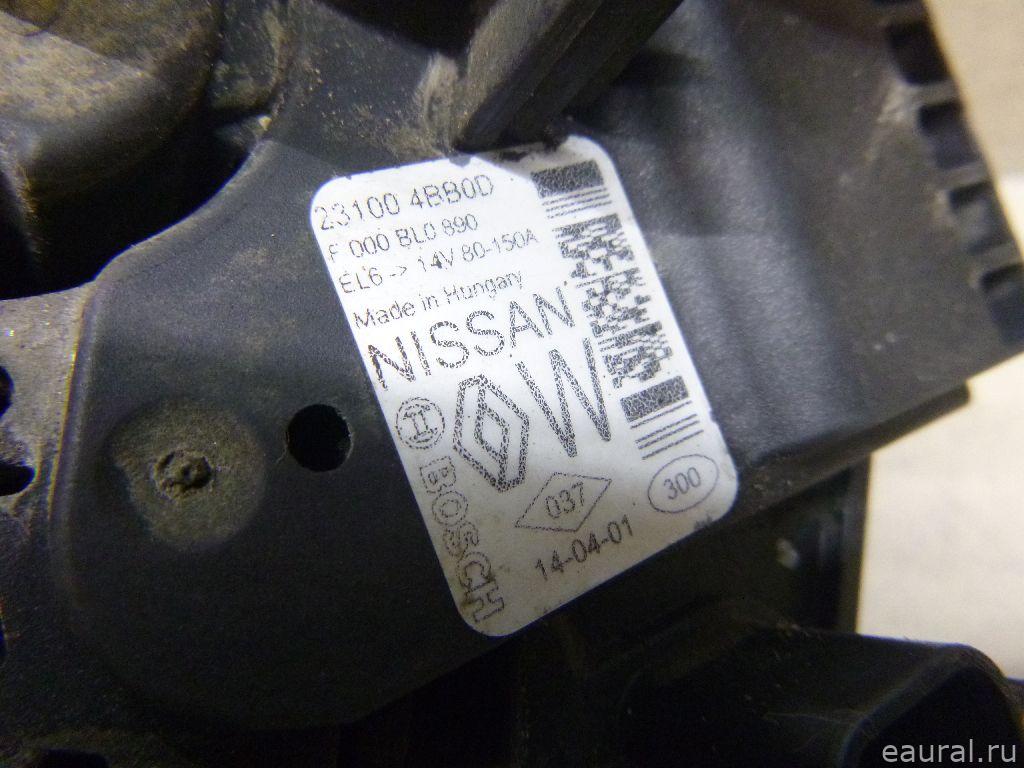 23100 4BB0D
F 000 BL0 890
EL6 -> 14V 80-150A
Made in Hungary
NISSAN
W
BOSCH
037
300
14-04-01
eaural.ru